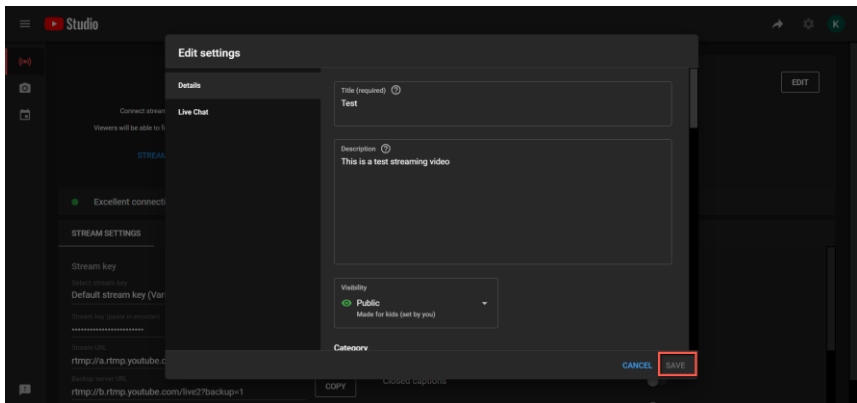 Studio
K
Edit settings
Details
Live Chat
EDIT
Title (required)
Test
Connect stream
Viewers will be able to fi
STREAM
Description
This is a test streaming video
Excellent connecti
STREAM SETTINGS
Stream key
Select stream key
Default stream key (Var
Stream key (paste in encoder)
Stream URL
rtmp://a.rtmp.youtube.c
Backup server URL
rtmp://b.rtmp.youtube.com/live2?backup=1
COPY
Visibility
Public
Made for kids (set by you)
Category
CANCEL
SAVE
Closed captions